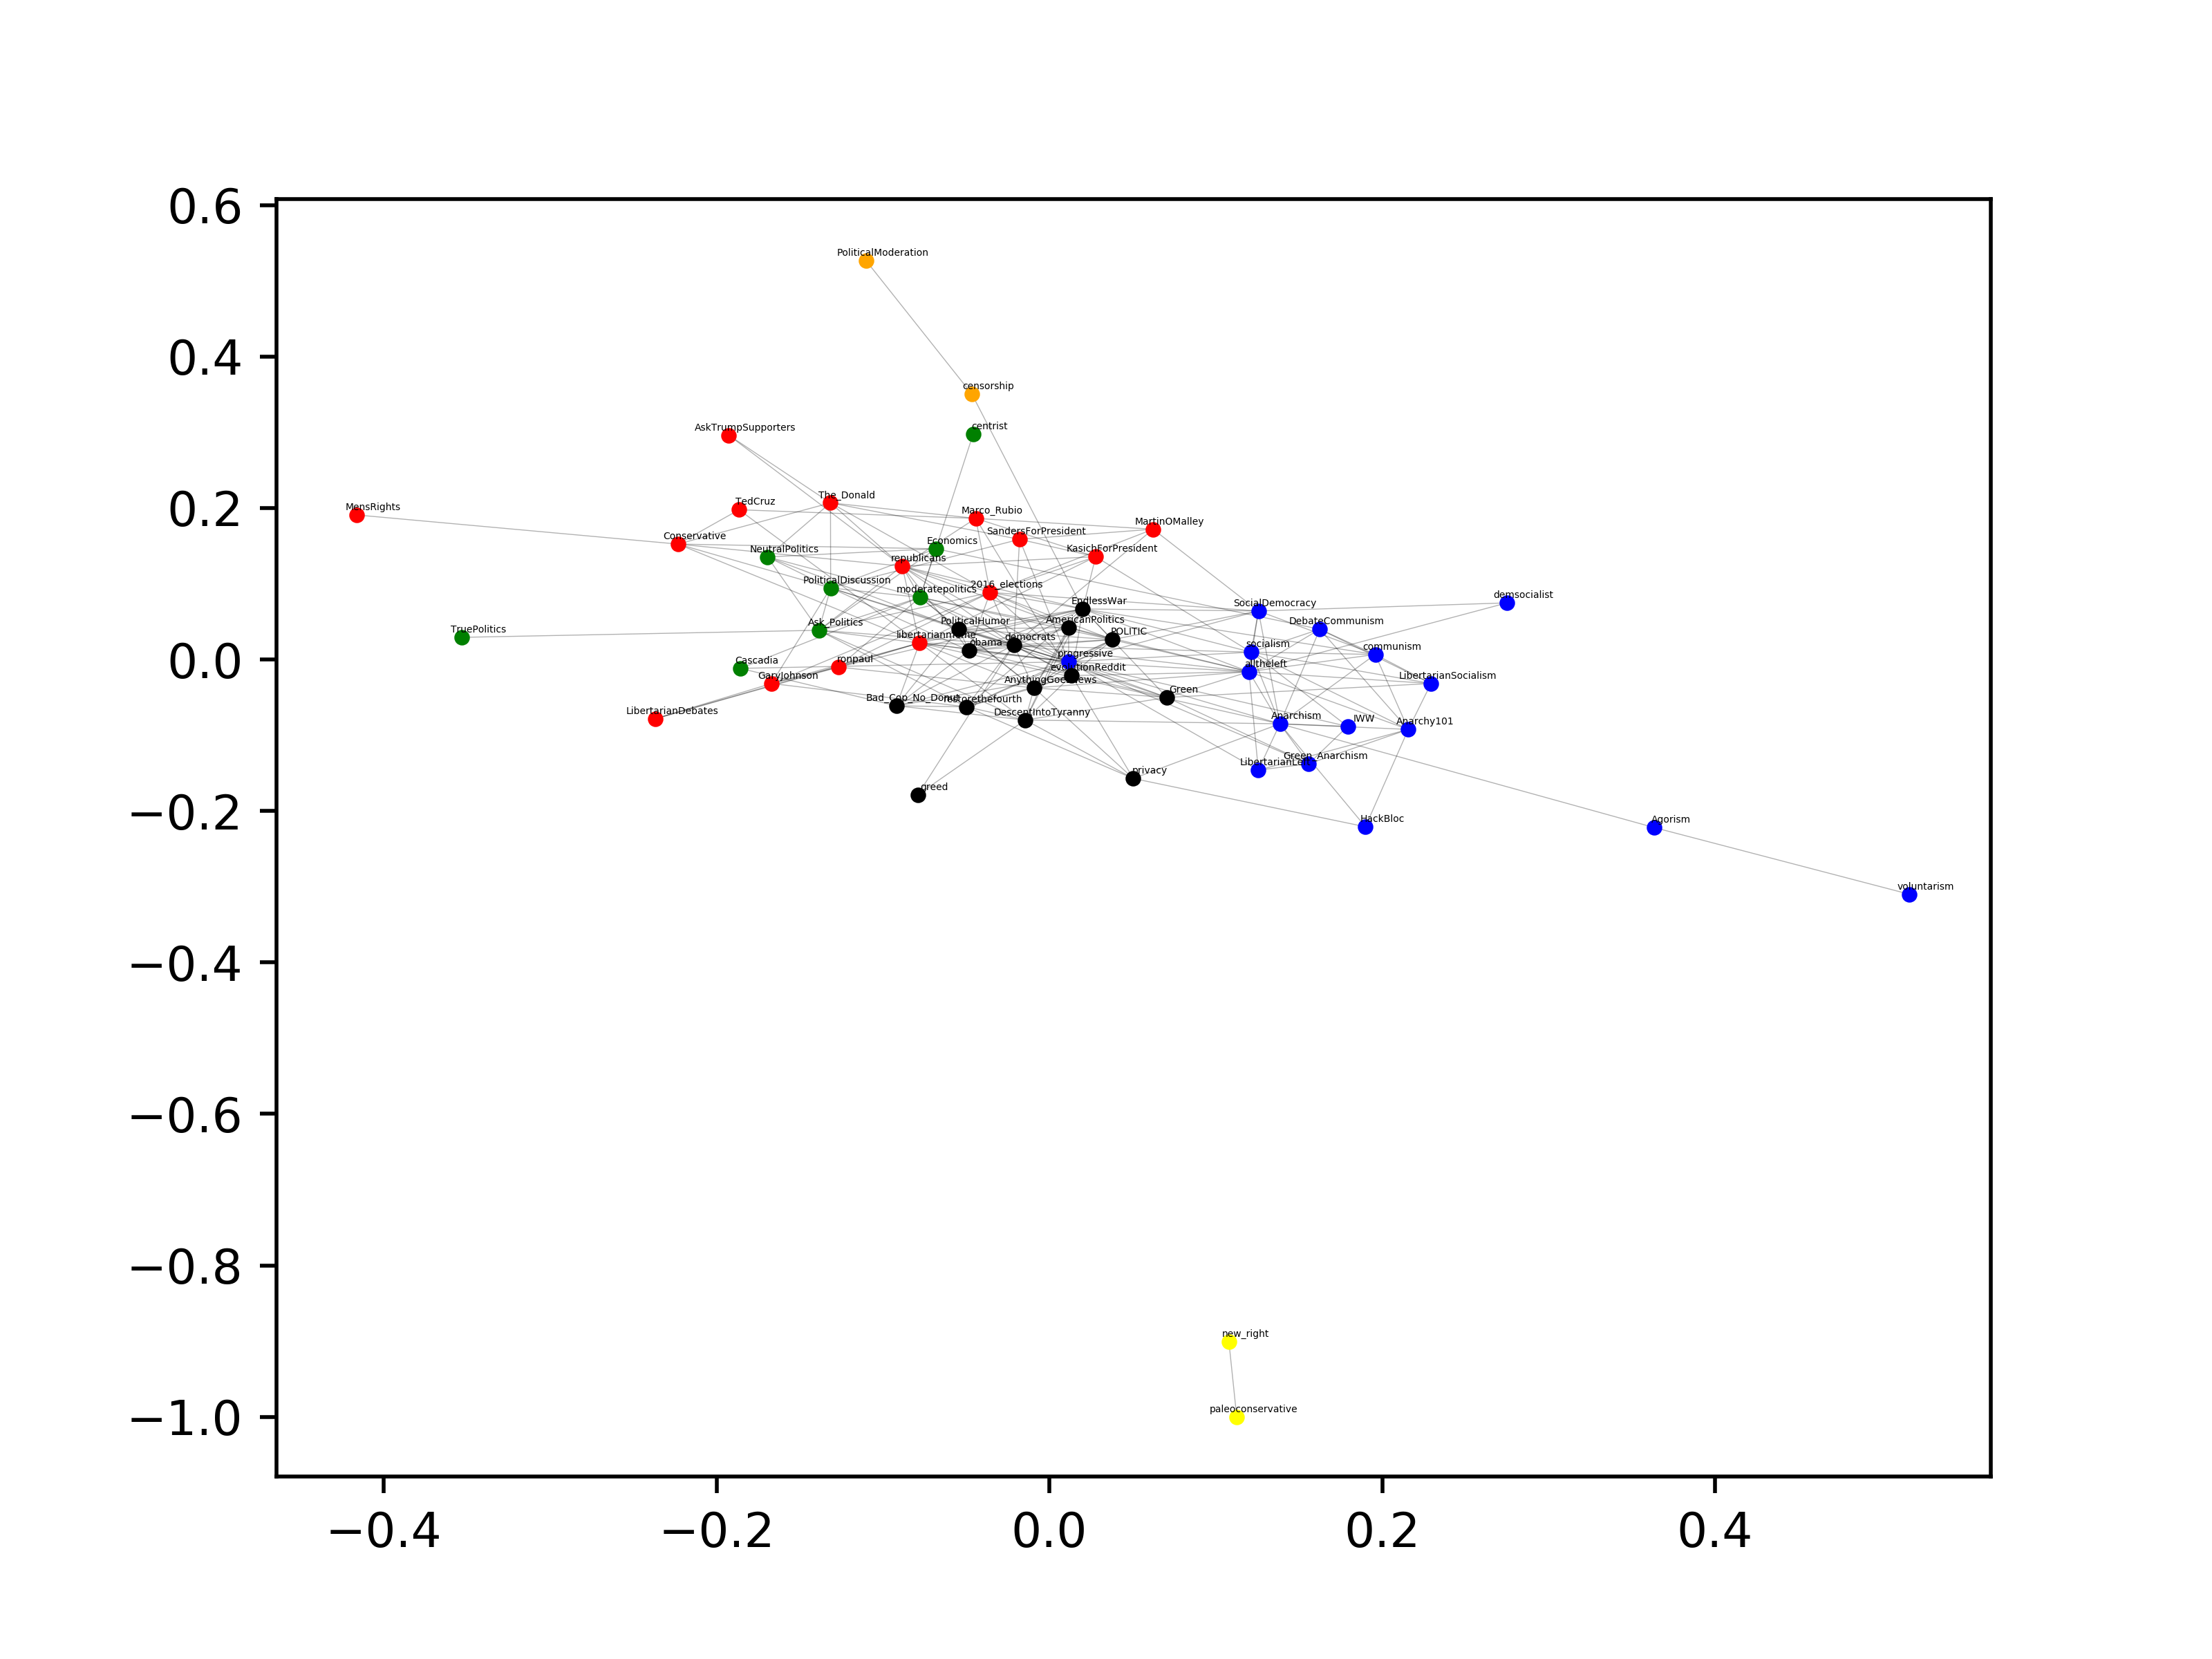 0.6
0.4
0.2
0.0
−0.2
−0.4
−0.6
−0.8
−1.0
−0.4
−0.2
0.0
0.2
0.4
PoliticalModeration
censorship
centrist
AskTrumpSupporters
TedCruz
The_Donald
MensRights
Marco_Rubio
MartinOMalley
SandersForPresident
Conservative
Economics
KasichForPresident
NeutralPolitics
republicans
PoliticalDiscussion
2016_elections
moderatepolitics
EndlessWar
SocialDemocracy
demsocialist
Ask_Politics
PoliticalHumor
AmericanPolitics
DebateCommunism
TruePolitics
POLITIC
libertarianmeme
democrats
obama
socialism
communism
progressive
Cascadia
ronpaul
alltheleft
evolutionReddit
GaryJohnson
AnythingGoesNews
LibertarianSocialism
Green
Bad_Cop_No_Donut
restorethefourth
LibertarianDebates
DescentIntoTyranny
Anarchism
IWW
Anarchy101
Green_Anarchism
LibertarianLeft
privacy
greed
HackBloc
Agorism
voluntarism
new_right
paleoconservative